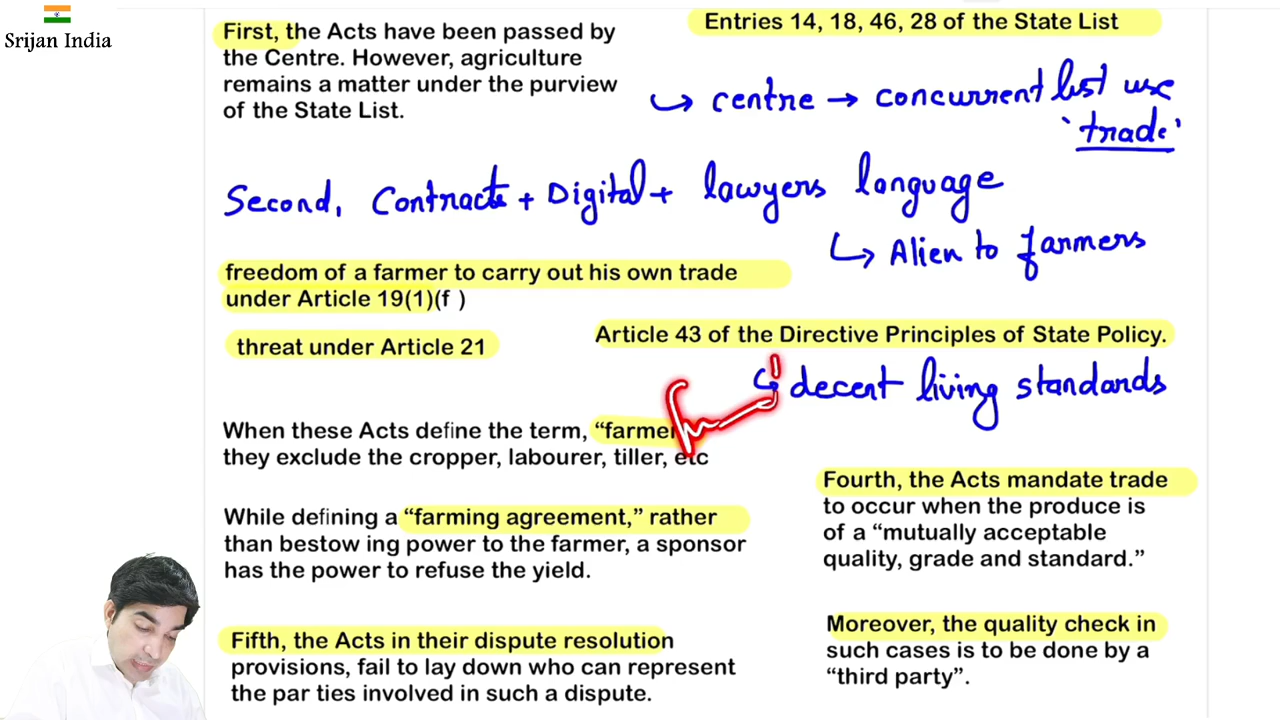 Srijan India
First, the Acts have been passed by
the Centre. However, agriculture
remains a matter under the purview
of the State List.
Entries 14, 18, 46, 28 of the State List
↳ centre → concurrent list use
'trade'
Second, Contracts + Digital + lawyers language
↳ Alien to farmers
freedom of a farmer to carry out his own trade
under Article 19(1)(f )
threat under Article 21
Article 43 of the Directive Principles of State Policy.
↳ decent living standards
When these Acts define the term, “farmer
they exclude the cropper, labourer, tiller, etc
While defining a “farming agreement,” rather
than bestow ing power to the farmer, a sponsor
has the power to refuse the yield.
Fourth, the Acts mandate trade
to occur when the produce is
of a “mutually acceptable
quality, grade and standard.”
Fifth, the Acts in their dispute resolution
provisions, fail to lay down who can represent
the par ties involved in such a dispute.
Moreover, the quality check in
such cases is to be done by a
“third party”.